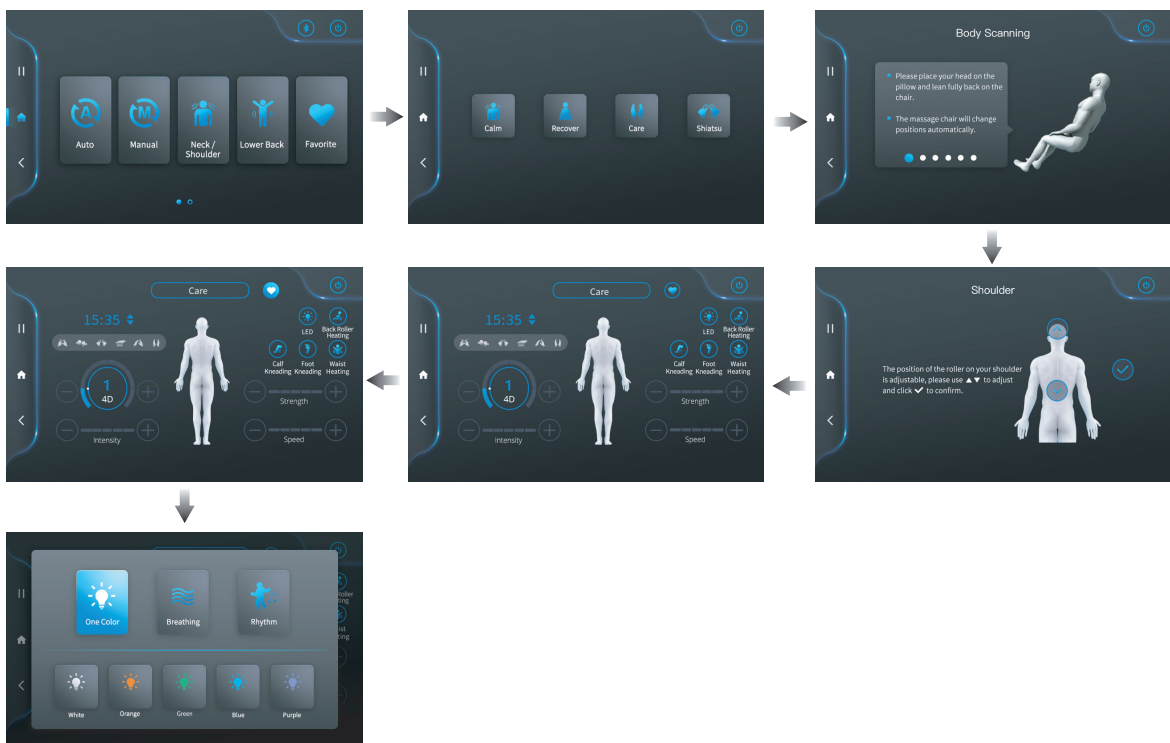 Auto
Manual
Neck /
Shoulder
Lower Back
Favorite
Calm
Recover
Care
Shiatsu
Body Scanning
Please place your head on the
pillow and lean fully back on the
chair.
The massage chair will change
positions automatically.
Care
15:35
LED
Back Roller
Heating
Calf
Kneading
Foot
Kneading
Waist
Heating
1
4D
Strength
Intensity
Speed
Care
15:35
LED
Back Roller
Heating
Calf
Kneading
Foot
Kneading
Waist
Heating
1
4D
Strength
Intensity
Speed
Shoulder
The position of the roller on your shoulder
is adjustable, please use ▲▼ to adjust
and click ✔ to confirm.
One Color
Breathing
Rhythm
White
Orange
Green
Blue
Purple